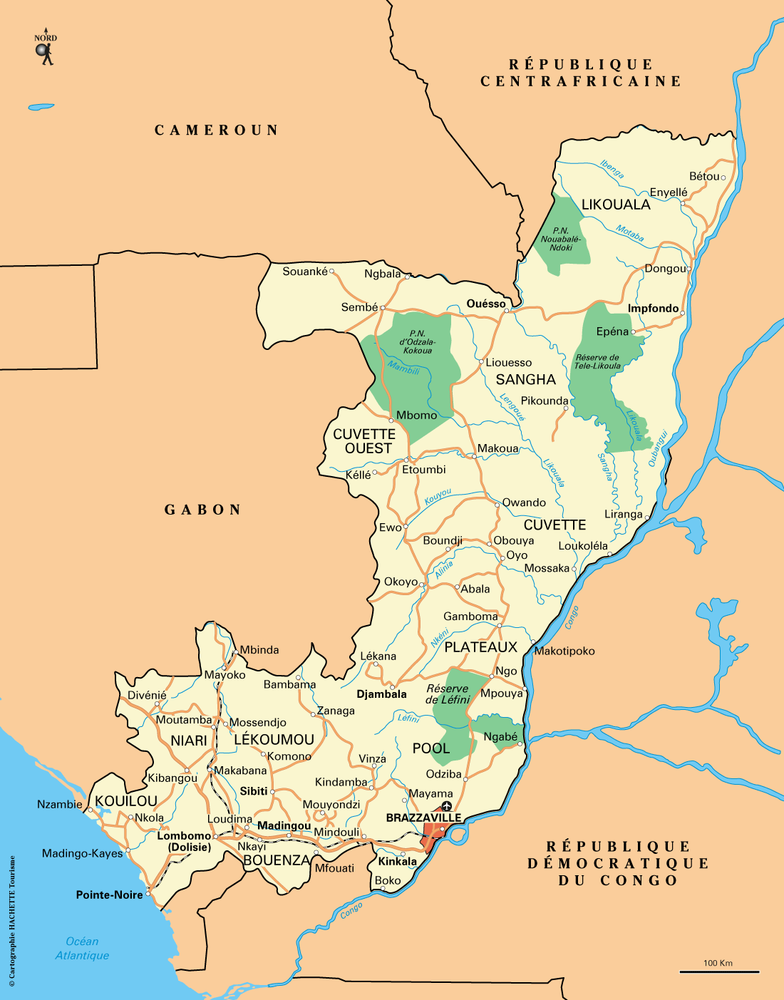 NORD
RÉPUBLIQUE
CENTRAFRICAINE
CAMEROUN
Ibenga
Bétou
Enyellé
LIKOUALA
P.N.
Nouabalé-
Ndoki
Motaba
Dongou
Souanké
Ngbala
Sembé
Ouésso
Impfondo
Epéna
P.N.
d'Odzala-
Kokoua
Mambili
Réserve de
Tele-Likoula
Liouesso
SANGHA
Lengoué
Pikounda
Likouala
Mbomo
CUVETTE
OUEST
Oubangui
Makoua
Etoumbi
Kéllé
Likouala
Sangha
Kouyou
GABON
Owando
Liranga
CUVETTE
Ewo
Boundji
Obouya
Loukoléla
Oyo
Alinia
Mossaka
Okoyo
Abala
Gamboma
Congo
Nkéni
PLATEAUX
Makotipoko
Mbinda
Lékana
Mayoko
Bambama
Ngo
Djambala
Réserve
de Léfini
Mpouya
Divénié
Zanaga
Moutamba
Mossendjo
Léfini
NIARI
LÉKOUMOU
Ngabé
POOL
Komono
Vinza
Makabana
Kibangou
Odziba
Kindamba
Sibiti
Mayama
KOUILOU
Nzambie
Mouyondzi
Nkola
Loudima
BRAZZAVILLE
Madingou
Mindouli
Lombomo
(Dolisie)
Nkayi
Madingo-Kayes
BOUENZA
Mfouati
Kinkala
RÉPUBLIQUE
DÉMOCRATIQUE
DU CONGO
Boko
Pointe-Noire
Congo
Océan
Atlantique
100 Km
© Cartographie HACHETTE Tourisme